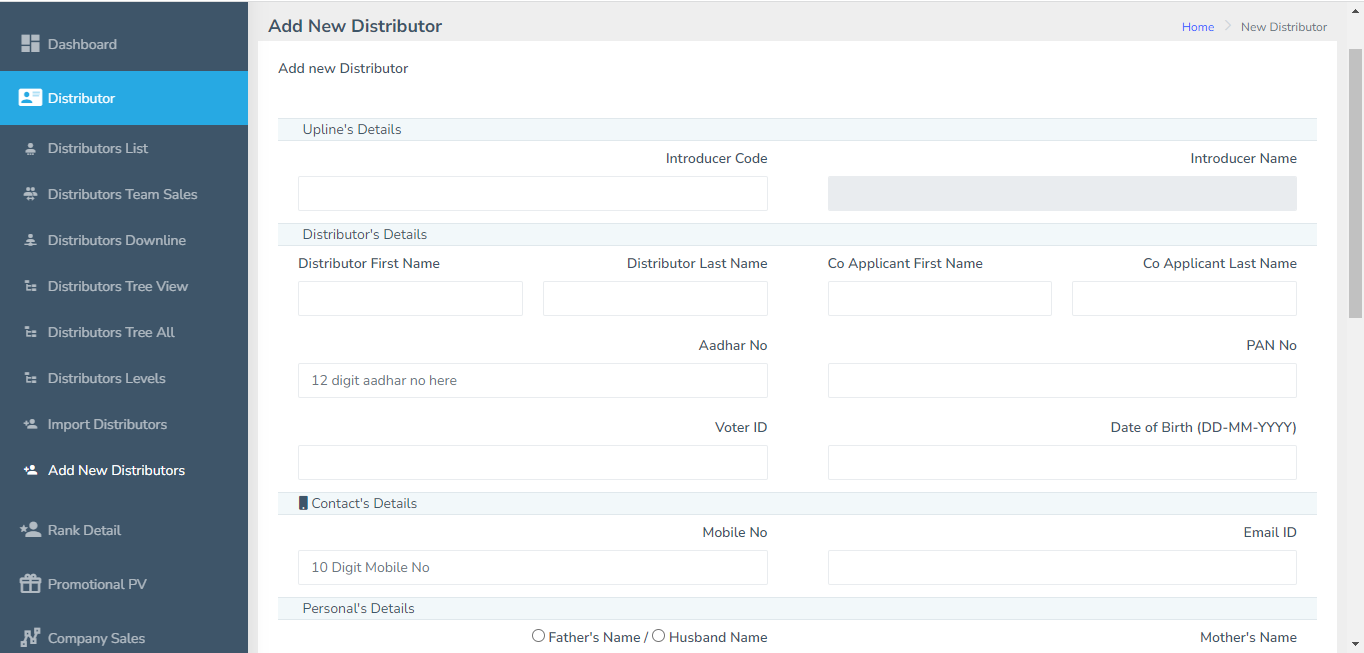 Dashboard
Distributor
Distributors List
Distributors Team Sales
Distributors Downline
Distributors Tree View
Distributors Tree All
Distributors Levels
Import Distributors
Add New Distributors
Rank Detail
Promotional PV
Company Sales
Add New Distributor
Home > New Distributor
Add new Distributor
Upline's Details
Introducer Code Introducer Name
Distributor's Details
Distributor First Name Distributor Last Name Co Applicant First Name Co Applicant Last Name
Aadhar No PAN No
12 digit aadhar no here
Voter ID Date of Birth (DD-MM-YYYY)
Contact's Details
Mobile No Email ID
10 Digit Mobile No
Personal's Details
Father's Name / Husband Name Mother's Name